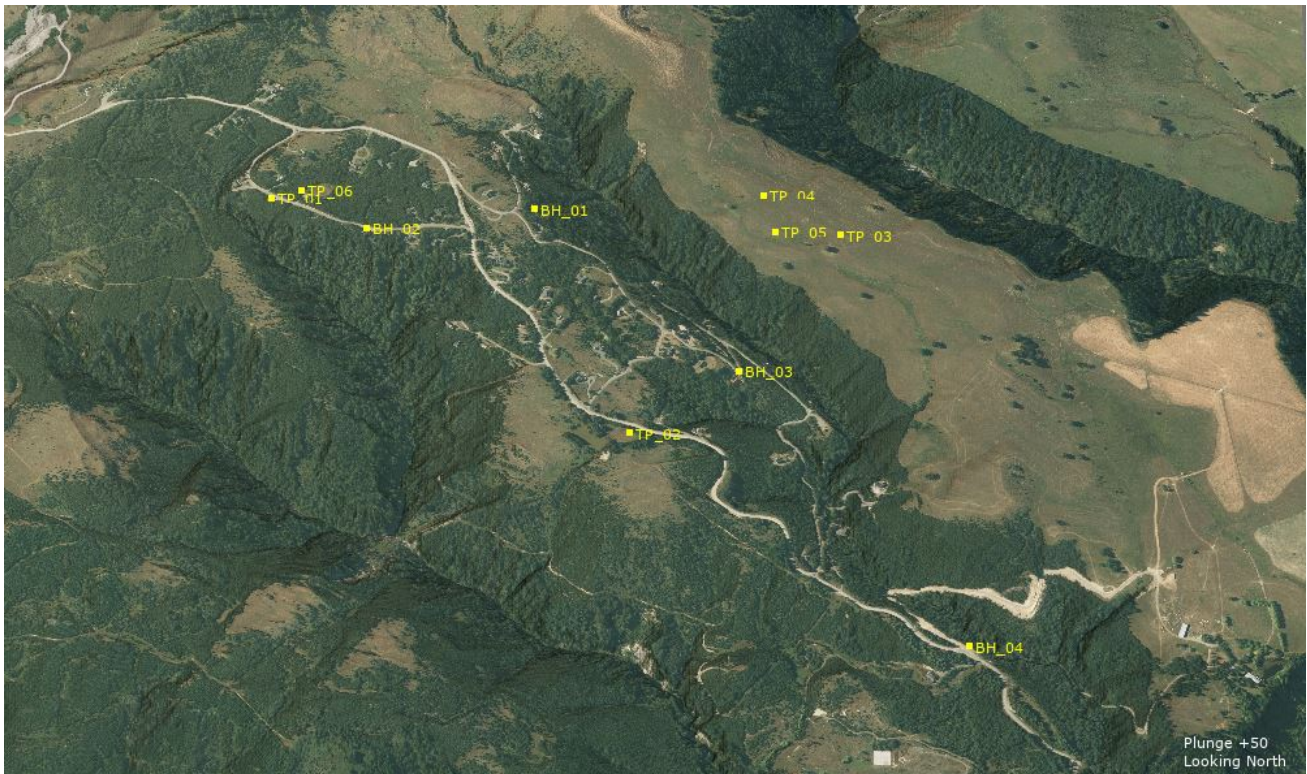 TP_06
TP_01
TP_04
BH_01
BH_02
TP_05
TP_03
BH_03
TP_02
BH_04
Plunge +50
Looking North